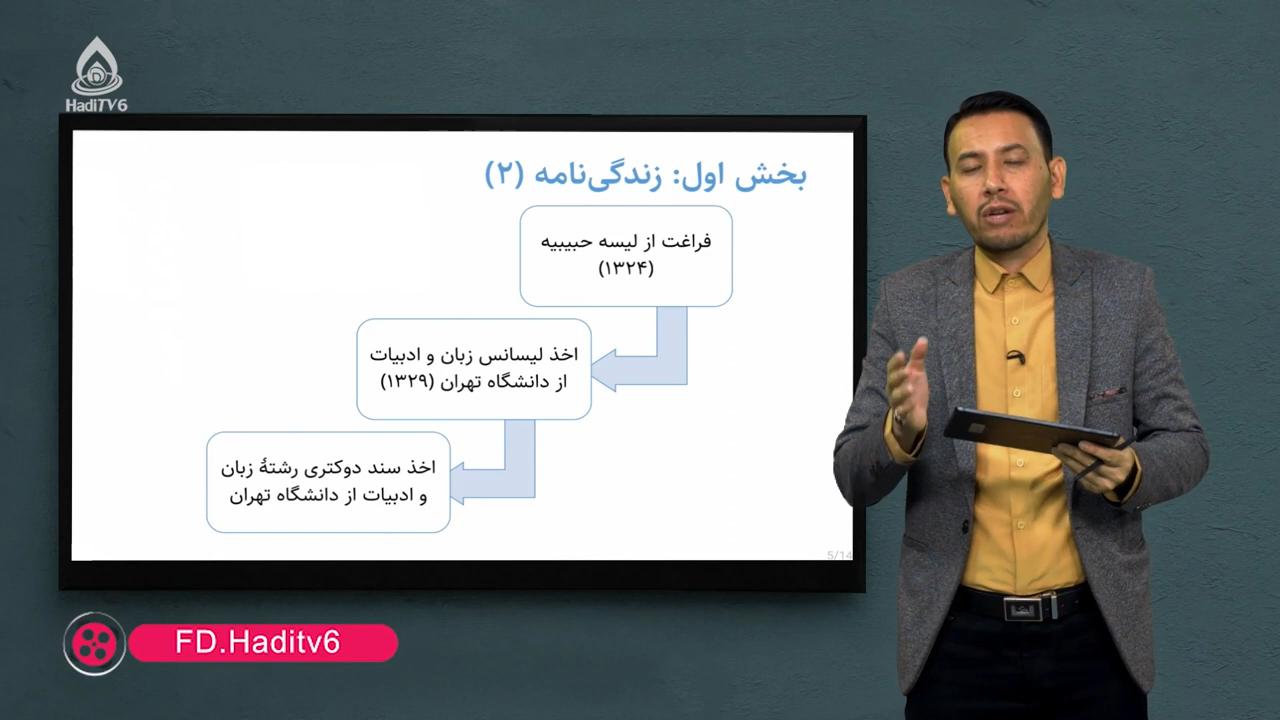 HadiTV6
بخش اول: زندگی‌نامه (۲)
فراغت از لیسه حبیبیه
(۱۳۲۴)
اخذ لیسانس زبان و ادبیات
از دانشگاه تهران (۱۳۲۹)
اخذ سند دوکتری رشتهٔ زبان
و ادبیات از دانشگاه تهران
5/14
FD.Haditv6